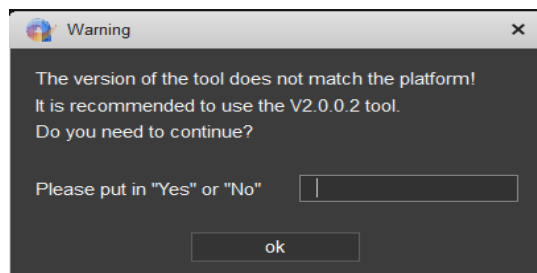 Warning
The version of the tool does not match the platform!
It is recommended to use the V2.0.0.2 tool.
Do you need to continue?
Please put in "Yes" or "No"
ok